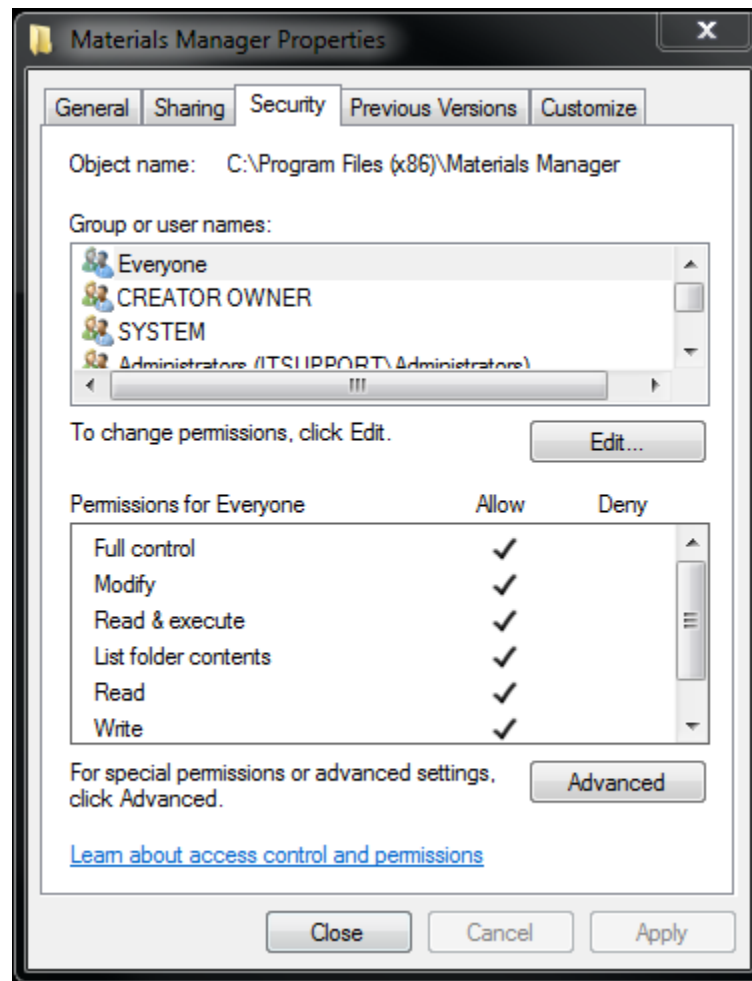 Materials Manager Properties
x
General Sharing Security Previous Versions Customize
Object name: C:\Program Files (x86)\Materials Manager
Group or user names:
Everyone
CREATOR OWNER
SYSTEM
Administrators (ITSUPPORT\Administrators)
To change permissions, click Edit.
Edit...
Permissions for Everyone Allow Deny
Full control
Modify
Read & execute
List folder contents
Read
Write
For special permissions or advanced settings,
click Advanced.
Advanced
Learn about access control and permissions
Close Cancel Apply